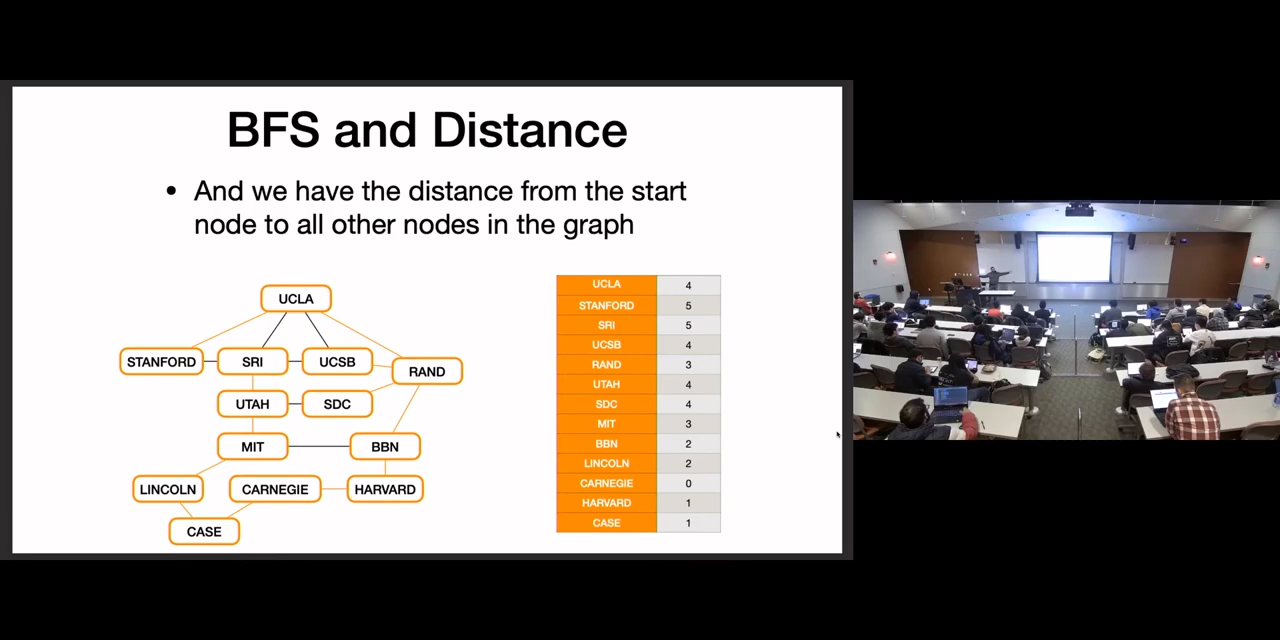 BFS and Distance
• And we have the distance from the start
node to all other nodes in the graph
UCLA
STANFORD
SRI
UCSB
RAND
UTAH
SDC
MIT
BBN
LINCOLN
CARNEGIE
HARVARD
CASE
UCLA 4
STANFORD 5
SRI 5
UCSB 4
RAND 3
UTAH 4
SDC 4
MIT 3
BBN 2
LINCOLN 2
CARNEGIE 0
HARVARD 1
CASE 1